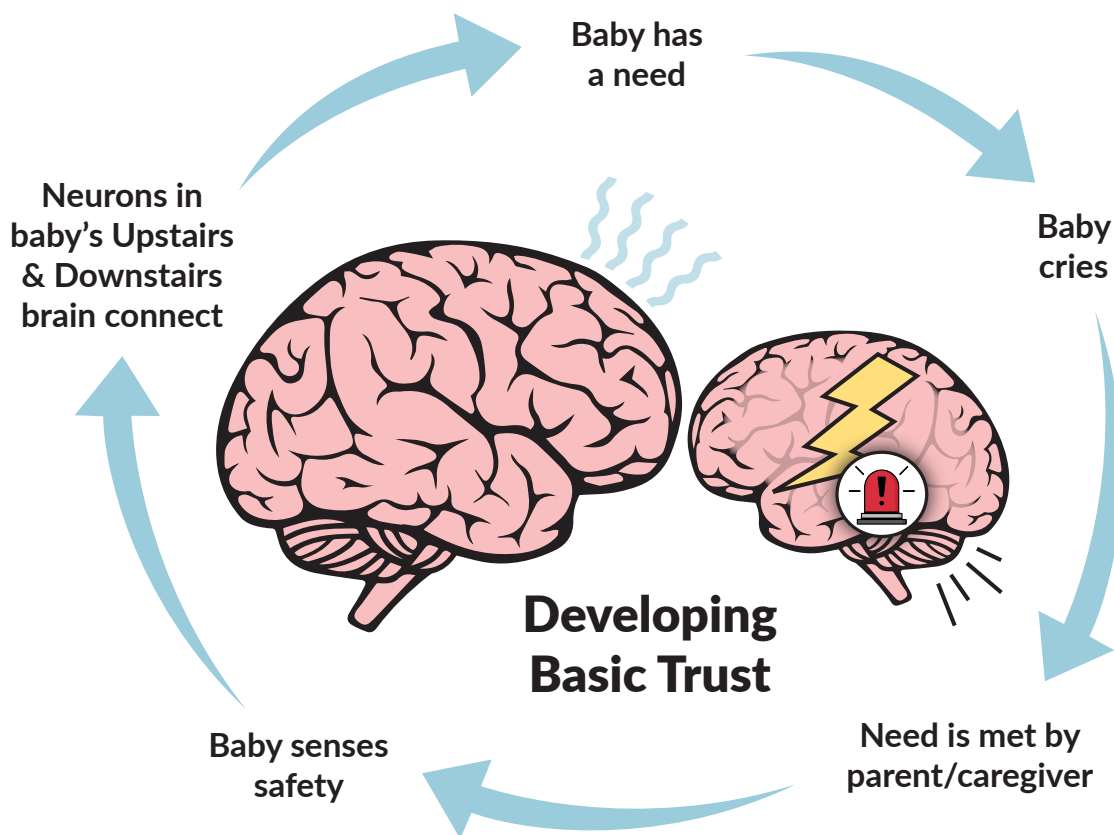 Baby has
a need
Baby
cries
Need is met by
parent/caregiver
Baby senses
safety
Neurons in
baby’s Upstairs
& Downstairs
brain connect
Developing
Basic Trust
!